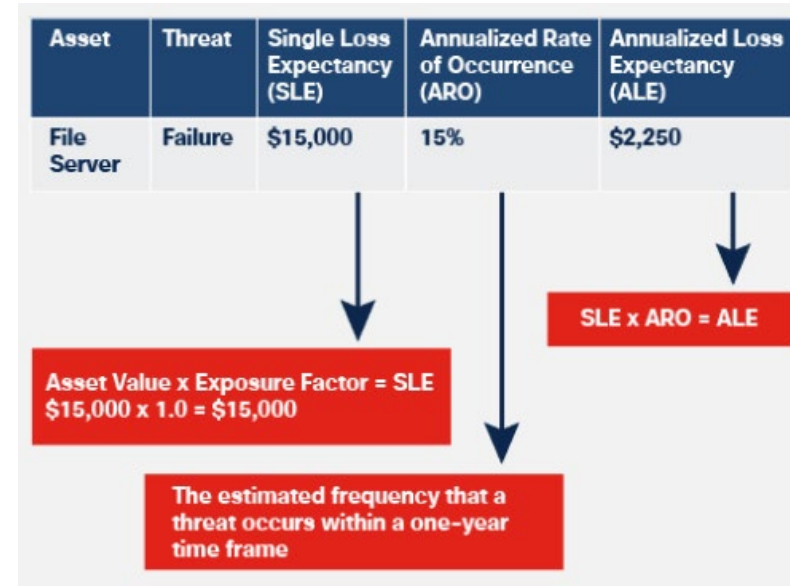 Asset
Threat
Single Loss
Expectancy
(SLE)
Annualized Rate
of Occurrence
(ARO)
Annualized Loss
Expectancy
(ALE)
File
Server
Failure
$15,000
15%
$2,250
SLE x ARO = ALE
Asset Value x Exposure Factor = SLE
$15,000 x 1.0 = $15,000
The estimated frequency that a
threat occurs within a one-year
time frame